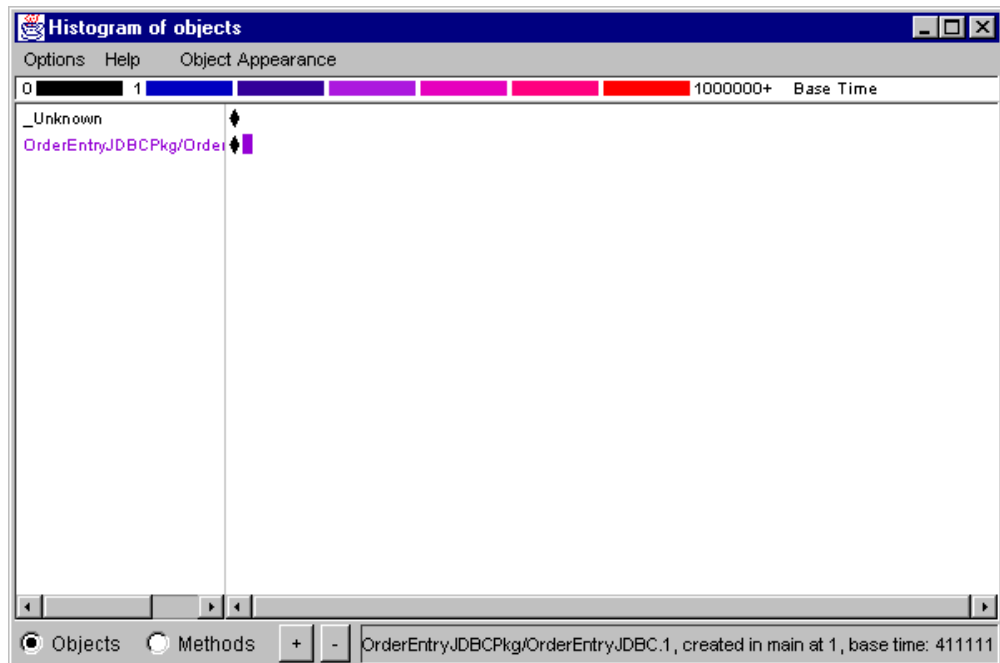 Histogram of objects
Options Help Object Appearance
0 1 1000000+ Base Time
_Unknown
OrderEntryJDBCPkg/Order
Objects Methods + - OrderEntryJDBCPkg/OrderEntryJDBC.1, created in main at 1, base time: 411111